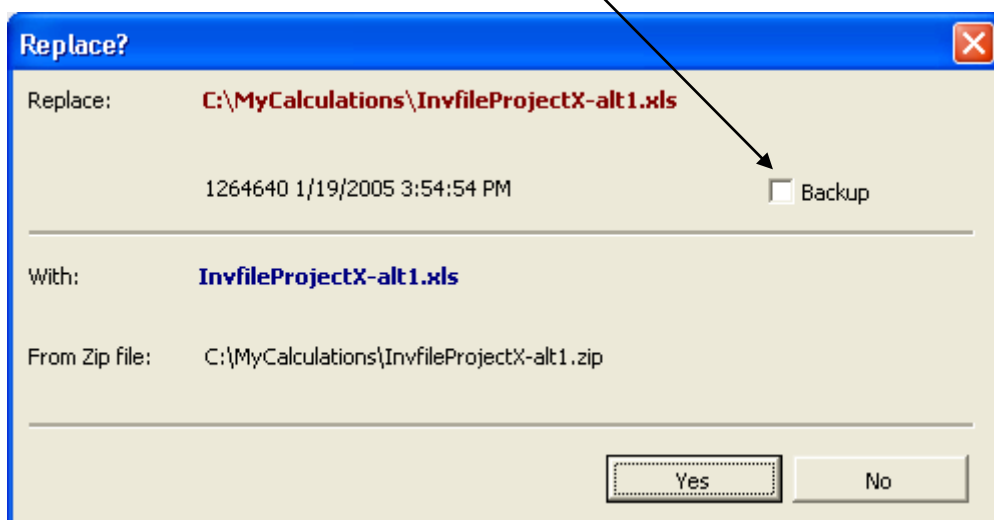 Replace?
Replace: C:\MyCalculations\InvfileProjectX-alt1.xls
1264640 1/19/2005 3:54:54 PM Backup
With: InvfileProjectX-alt1.xls
From Zip file: C:\MyCalculations\InvfileProjectX-alt1.zip
Yes No